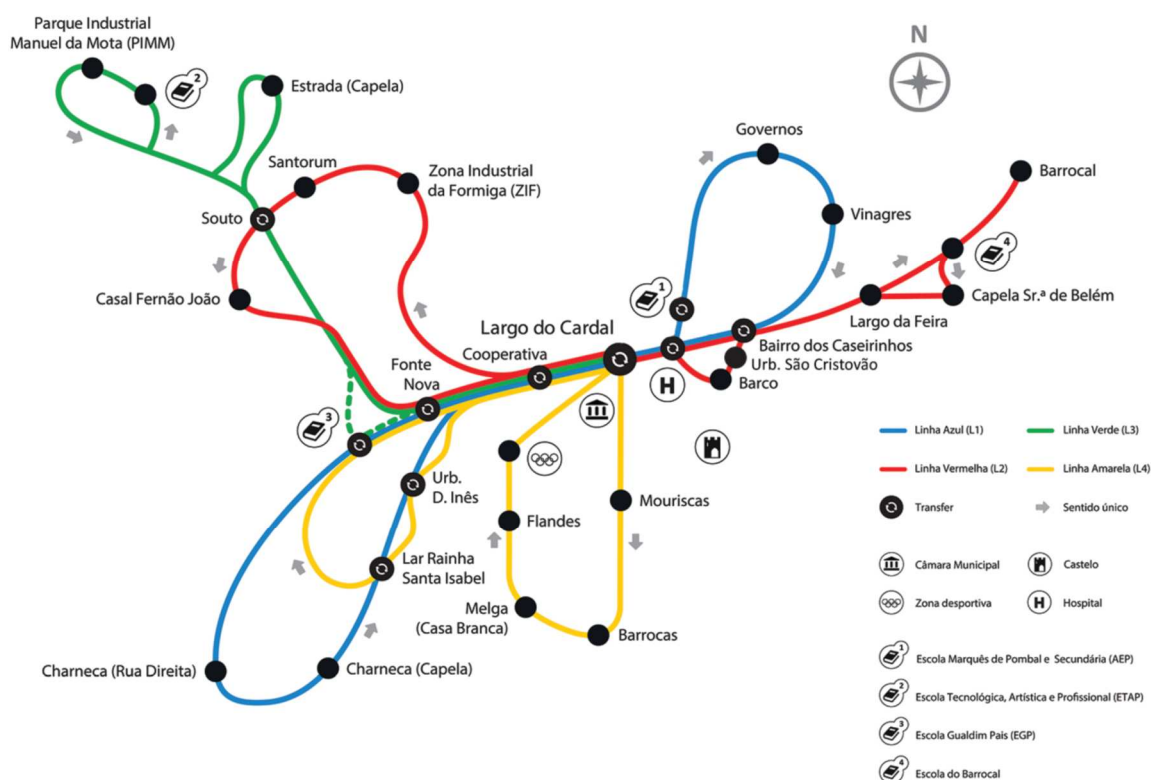 Parque Industrial
Manuel da Mota (PIMM)
2
Estrada (Capela)
N
Governos
Santorum
Zona Industrial
da Formiga (ZIF)
Barrocal
Souto
Vinagres
4
1
Casal Fernão João
Capela Sr.ª de Belém
Largo do Cardal
Largo da Feira
Cooperativa
Bairro dos Caseirinhos
Fonte
Nova
Urb. São Cristovão
H
Barco
3
Urb.
D. Inês
Flandes
Mouriscas
Lar Rainha
Santa Isabel
Melga
(Casa Branca)
Barrocas
Charneca (Rua Direita)
Charneca (Capela)
Linha Azul (L1)
Linha Verde (L3)
Linha Vermelha (L2)
Linha Amarela (L4)
Transfer
Sentido único
Câmara Municipal
Castelo
Zona desportiva
H
Hospital
1
Escola Marquês de Pombal e Secundária (AEP)
2
Escola Tecnológica, Artística e Profissional (ETAP)
3
Escola Gualdim Pais (EGP)
4
Escola do Barrocal